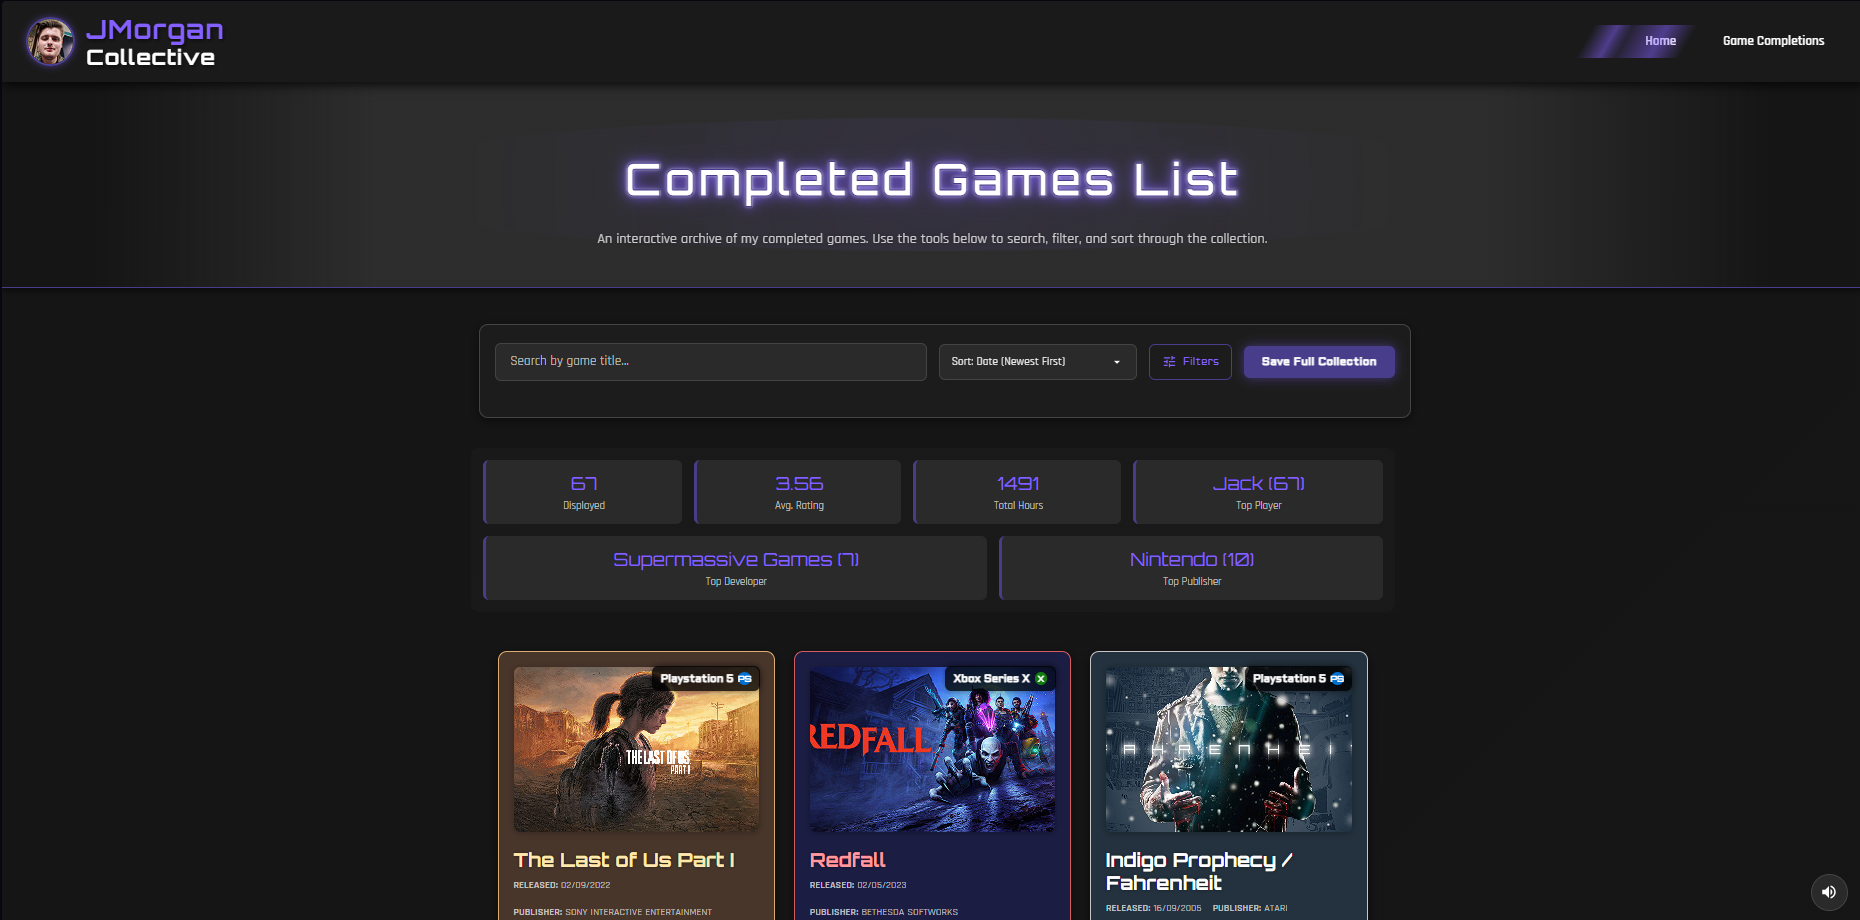 JMorgan
Collective
Home
Game Completions
Completed Games List
An interactive archive of my completed games. Use the tools below to search, filter, and sort through the collection.
Search by game title...
Sort: Date (Newest First)
Filters
Save Full Collection
67
Displayed
3.56
Avg. Rating
1491
Total Hours
Jack (67)
Top Player
Supermassive Games (7)
Top Developer
Nintendo (10)
Top Publisher
Playstation 5
THE LAST OF US
PART I
The Last of Us Part I
RELEASED: 02/09/2022
PUBLISHER: SONY INTERACTIVE ENTERTAINMENT
Xbox Series X
REDFALL
Redfall
RELEASED: 02/05/2023
PUBLISHER: BETHESDA SOFTWORKS
Playstation 5
AHRENHEI
Indigo Prophecy /
Fahrenheit
RELEASED: 16/09/2005 PUBLISHER: ATARI